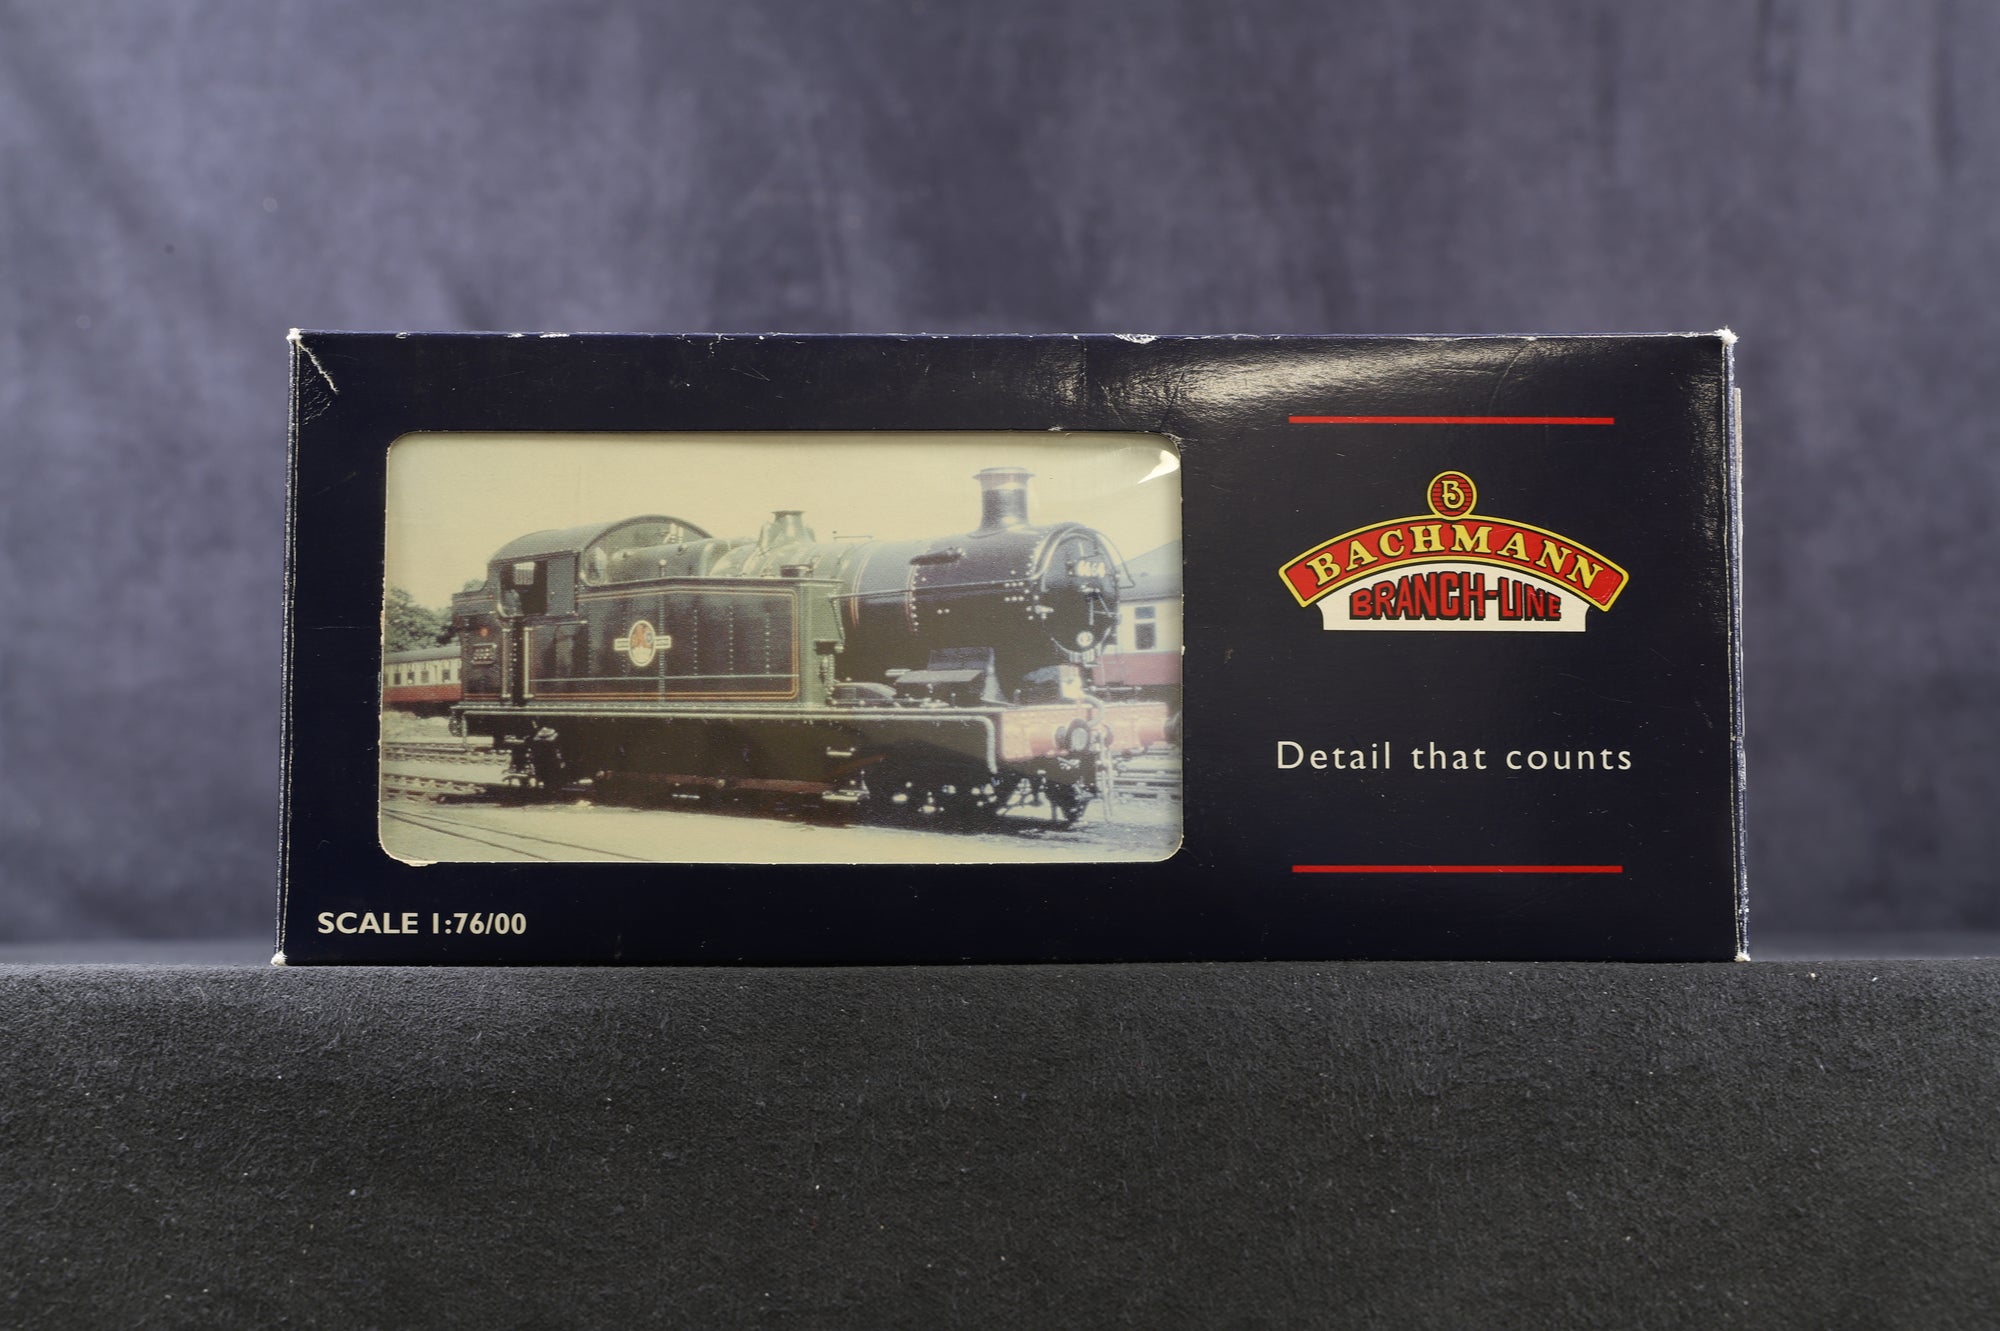 B
BACHMANN
BRANCH-LINE
Detail that counts
SCALE 1:76/00